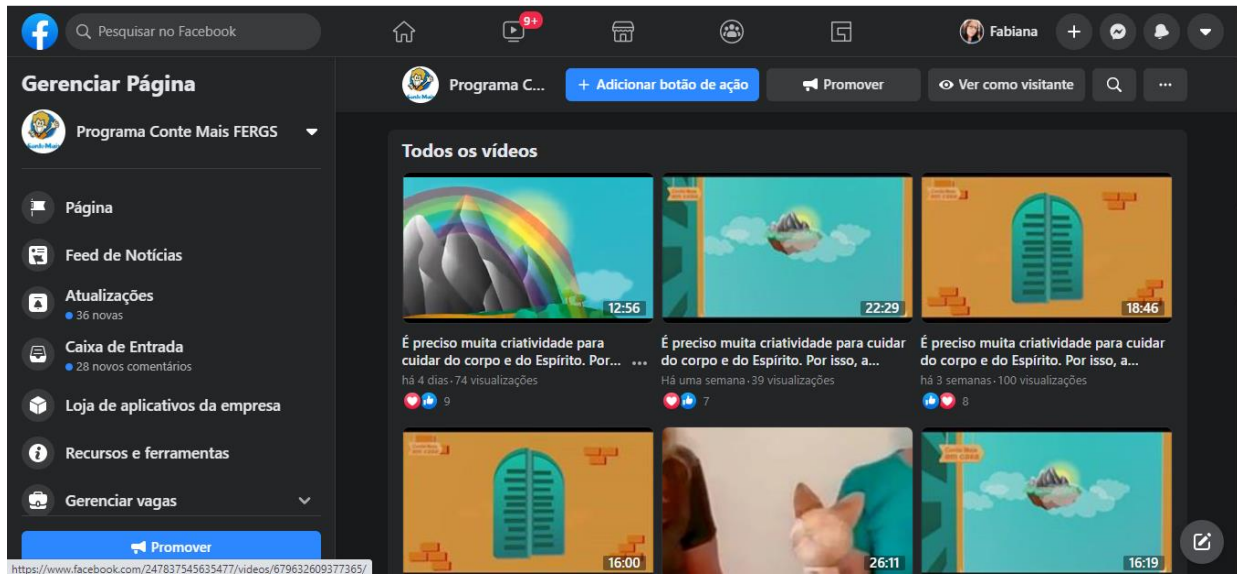 Pesquisar no Facebook
9+
Fabiana
Gerenciar Página
Programa Conte Mais FERGS
Página
Feed de Notícias
Atualizações
36 novas
Caixa de Entrada
28 novos comentários
Loja de aplicativos da empresa
Recursos e ferramentas
Gerenciar vagas
Promover
https://www.facebook.com/247837545635477/videos/679632609377365/
Programa C...
+ Adicionar botão de ação
Promover
Ver como visitante
...
Todos os vídeos
12:56
22:29
18:46
É preciso muita criatividade para
cuidar do corpo e do Espírito. Por... ...
há 4 dias · 74 visualizações
9
É preciso muita criatividade para cuidar
do corpo e do Espírito. Por isso, a...
Há uma semana · 39 visualizações
7
É preciso muita criatividade para cuidar
do corpo e do Espírito. Por isso, a...
há 3 semanas · 100 visualizações
8
16:00
26:11
16:19